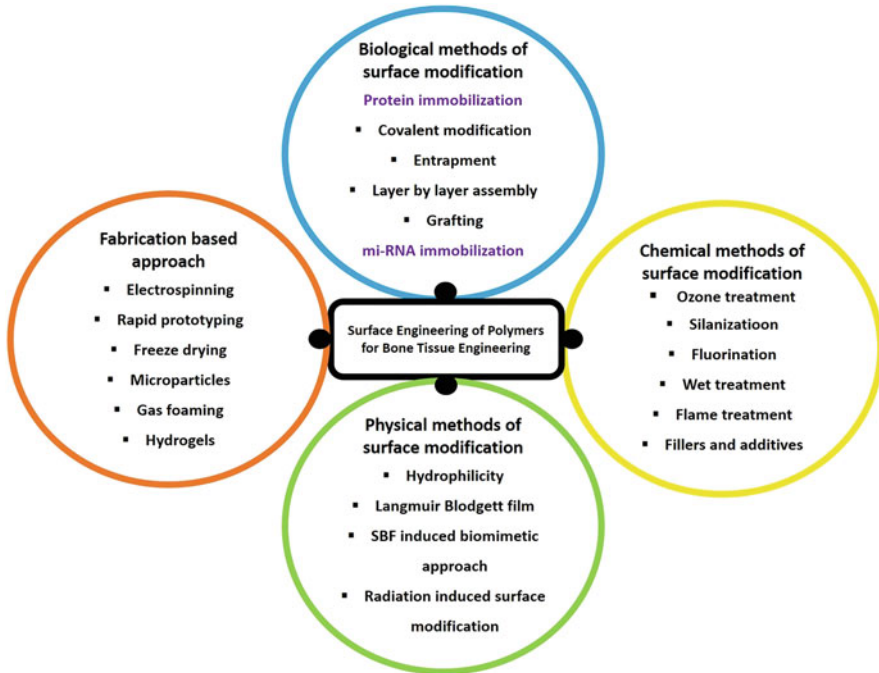 Biological methods of
surface modification
Protein immobilization
▪ Covalent modification
▪ Entrapment
▪ Layer by layer assembly
▪ Grafting
mi-RNA immobilization
Fabrication based
approach
▪ Electrospinning
▪ Rapid prototyping
▪ Freeze drying
▪ Microparticles
▪ Gas foaming
▪ Hydrogels
Surface Engineering of Polymers
for Bone Tissue Engineering
Chemical methods of
surface modification
▪ Ozone treatment
▪ Silanizatioon
▪ Fluorination
▪ Wet treatment
▪ Flame treatment
▪ Fillers and additives
Physical methods of
surface modification
▪ Hydrophilicity
▪ Langmuir Blodgett film
▪ SBF induced biomimetic
approach
▪ Radiation induced surface
modification